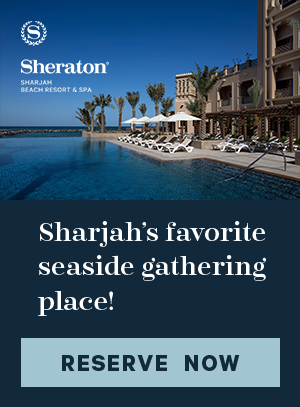 S
Sheraton®
SHARJAH
BEACH RESORT & SPA
Sharjah's favorite
seaside gathering
place!
RESERVE NOW